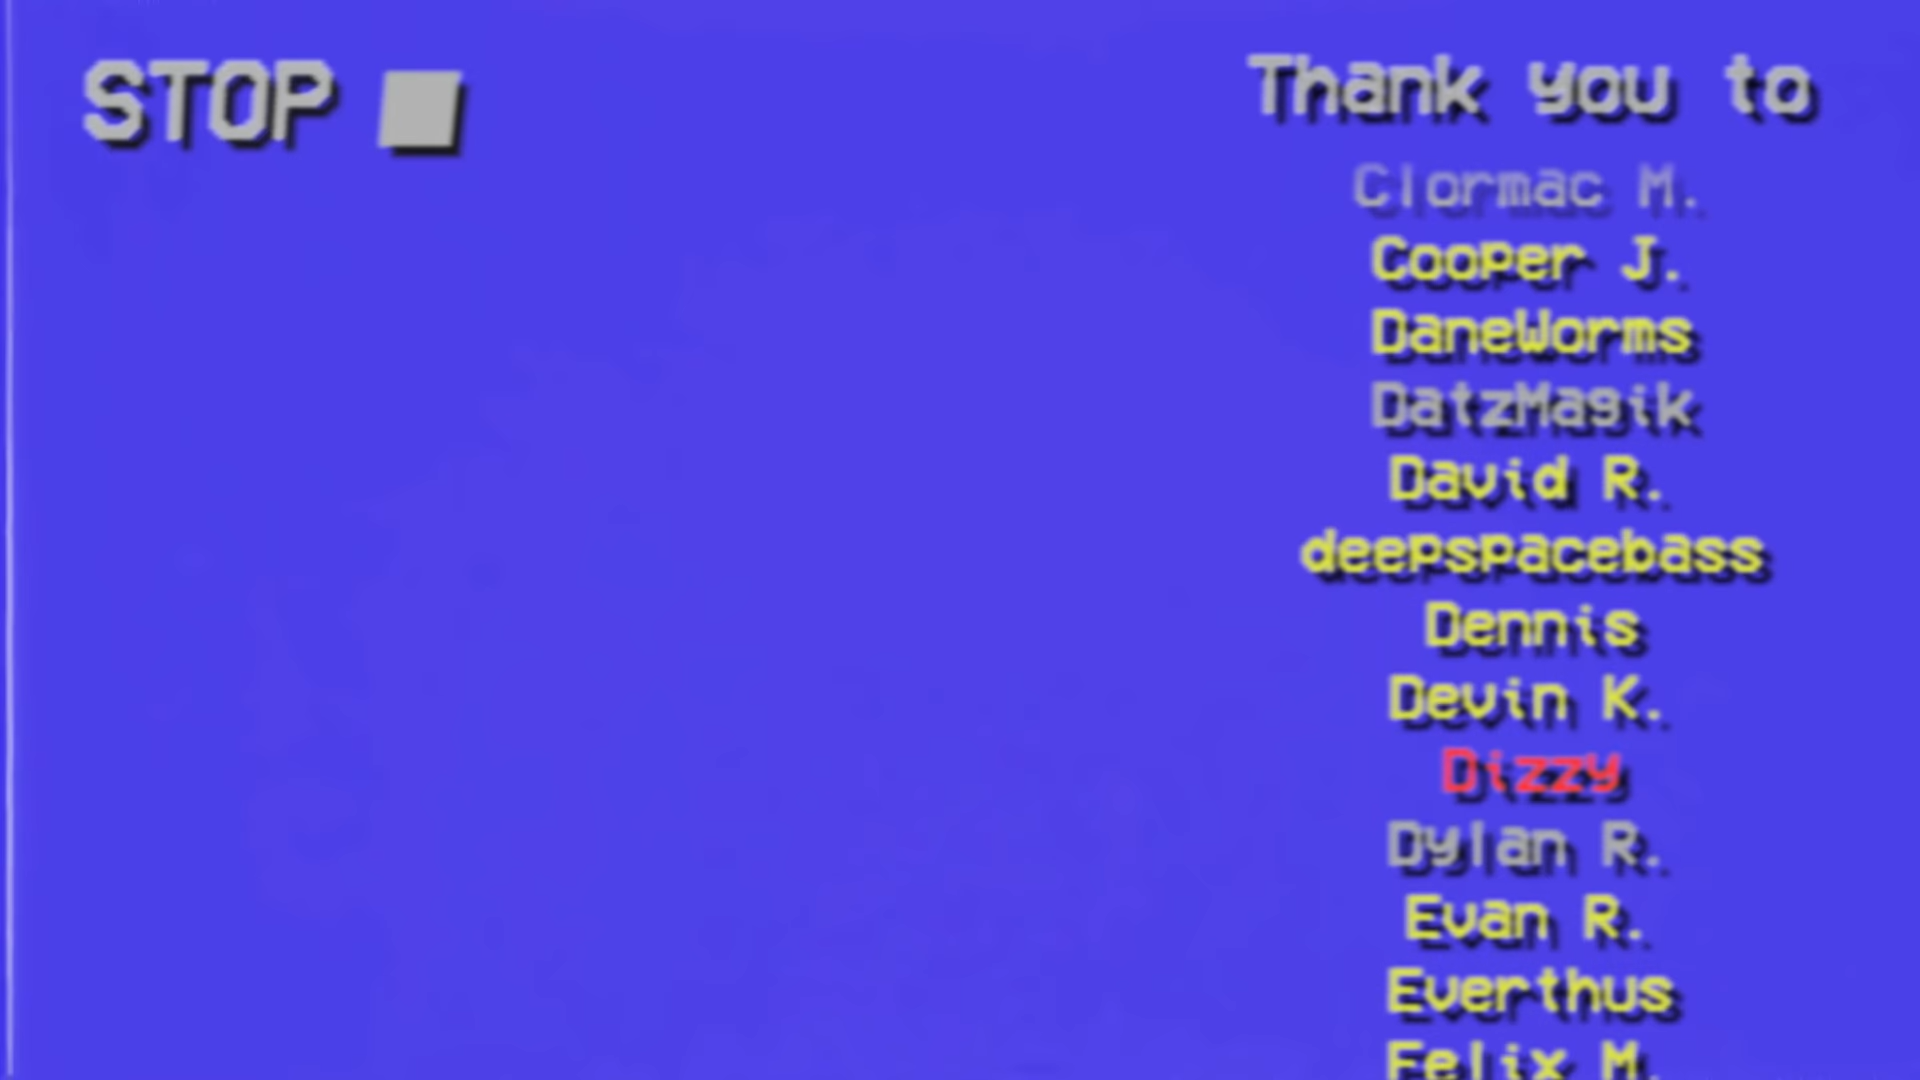 STOP ■
Thank you to
Clormac M.
Cooper J.
DaneWorms
DatzMagik
David R.
deepspacebass
Dennis
Devin K.
Dizzy
Dylan R.
Evan R.
Everthus
Felix M.